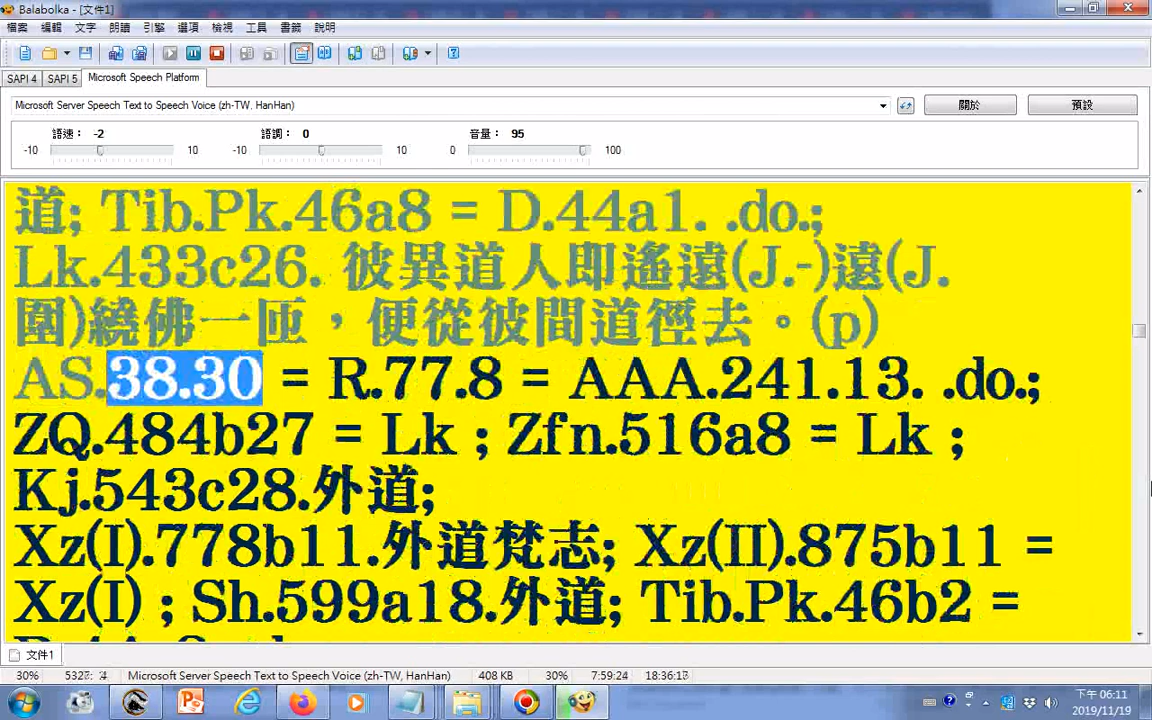 Balabolka - [文件1]
檔案 編輯 文字 朗讀 引擎 選項 檢視 工具 書籤 說明
SAPI 4 SAPI 5 Microsoft Speech Platform
Microsoft Server Speech Text to Speech Voice (zh-TW, HanHan)
關於 預設
語速： -2 語調： 0 音量： 95
-10 10 -10 10 0 100
道; Tib.Pk.46a8 = D.44a1. .do.;
Lk.433c26. 彼異道人即遙遠(J.-)遠(J.
圍)繞佛一匝，便從彼間道徑去。(p)
AS.38.30 = R.77.8 = AAA.241.13. .do.;
ZQ.484b27 = Lk ; Zfn.516a8 = Lk ;
Kj.543c28.外道;
Xz(I).778b11.外道梵志; Xz(II).875b11 =
Xz(I) ; Sh.599a18.外道; Tib.Pk.46b2 =
文件1
30% Microsoft Server Speech Text to Speech Voice (zh-TW, HanHan) 408 KB 30% 7:59:24
下午 06:11
2019/11/19